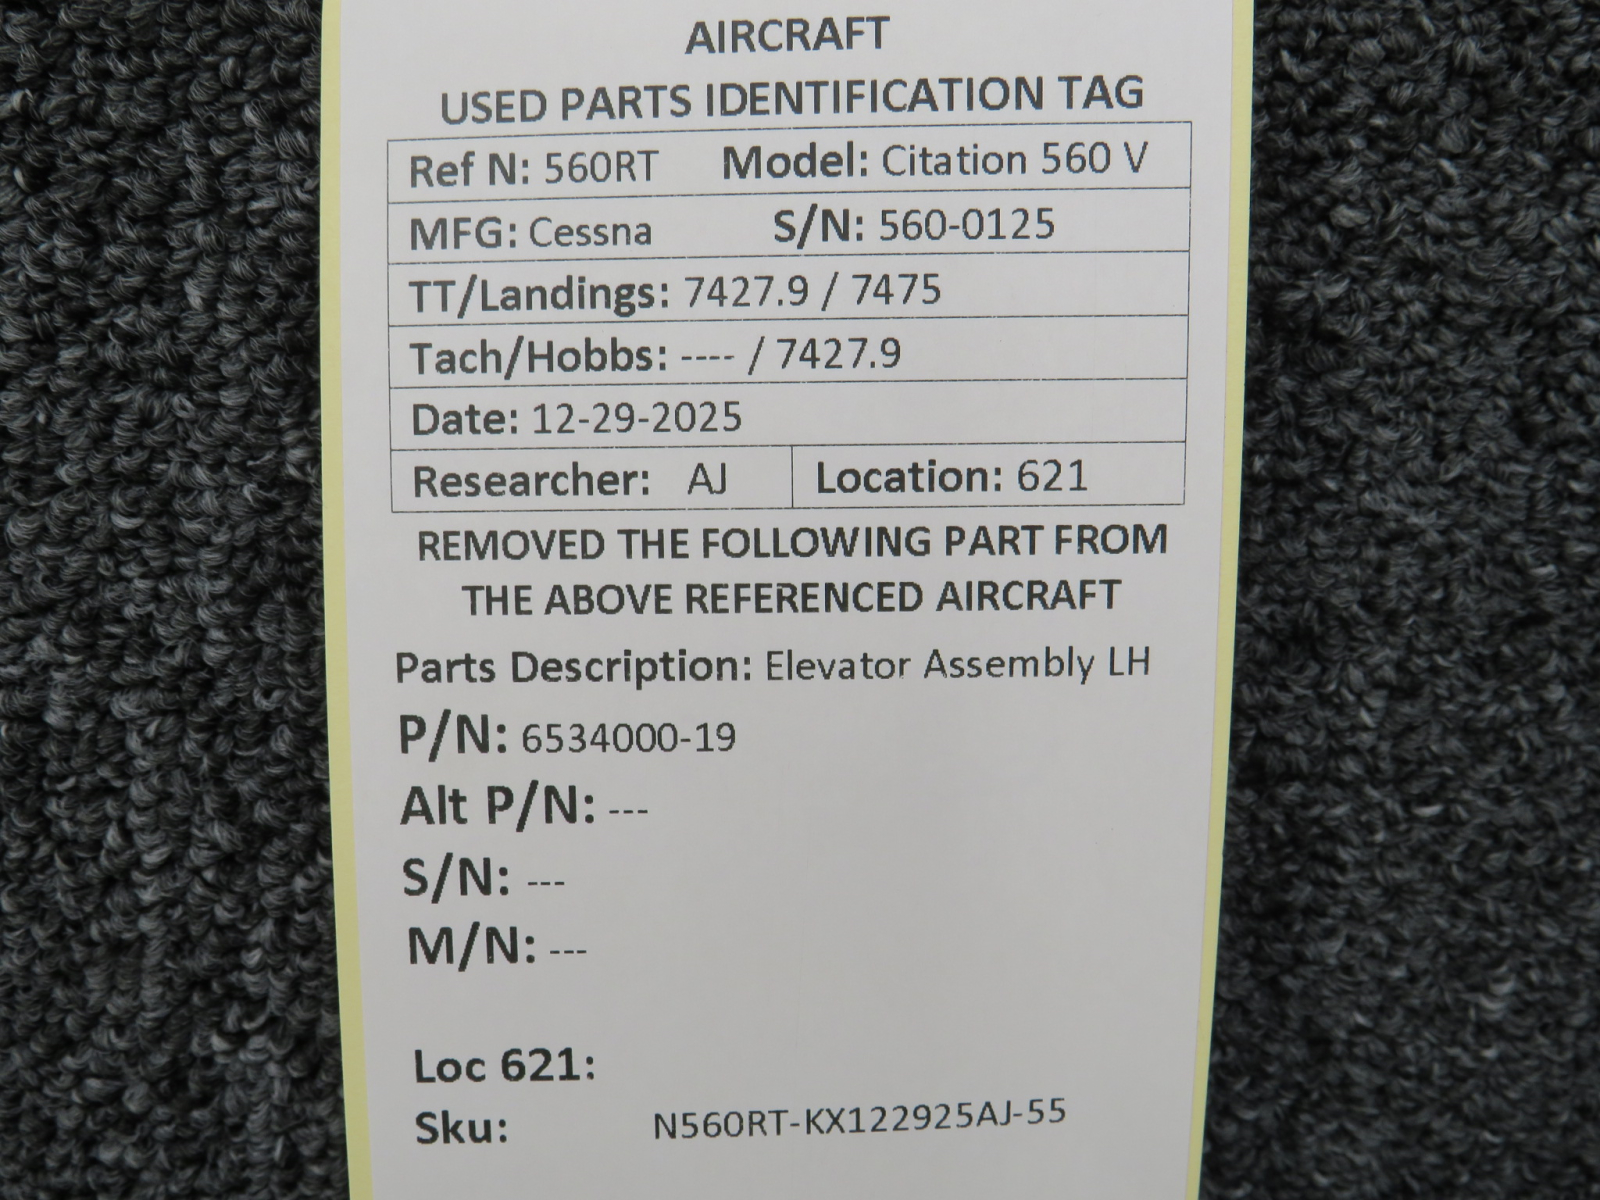 AIRCRAFT
USED PARTS IDENTIFICATION TAG
Ref N: 560RT Model: Citation 560 V
MFG: Cessna S/N: 560-0125
TT/Landings: 7427.9 / 7475
Tach/Hobbs: ---- / 7427.9
Date: 12-29-2025
Researcher: AJ Location: 621
REMOVED THE FOLLOWING PART FROM
THE ABOVE REFERENCED AIRCRAFT
Parts Description: Elevator Assembly LH
P/N: 6534000-19
Alt P/N: ---
S/N: ---
M/N: ---
Loc 621:
Sku: N560RT-KX122925AJ-55